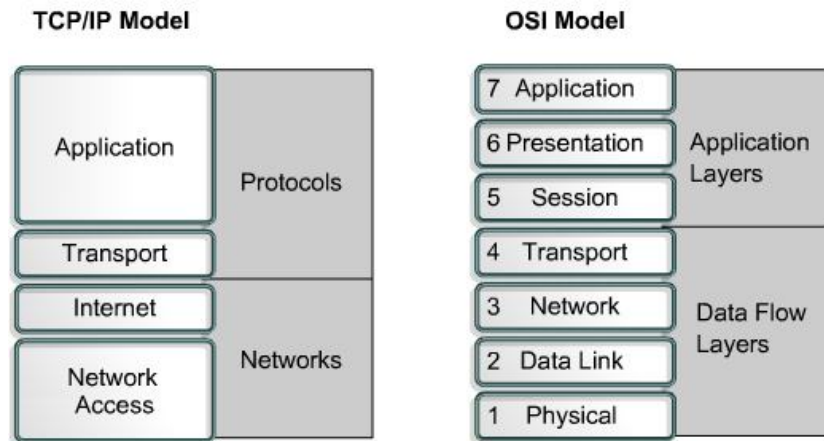 TCP/IP Model
Application
Transport
Internet
Network
Access
Protocols
Networks
OSI Model
7 Application
6 Presentation
5 Session
4 Transport
3 Network
2 Data Link
1 Physical
Application
Layers
Data Flow
Layers